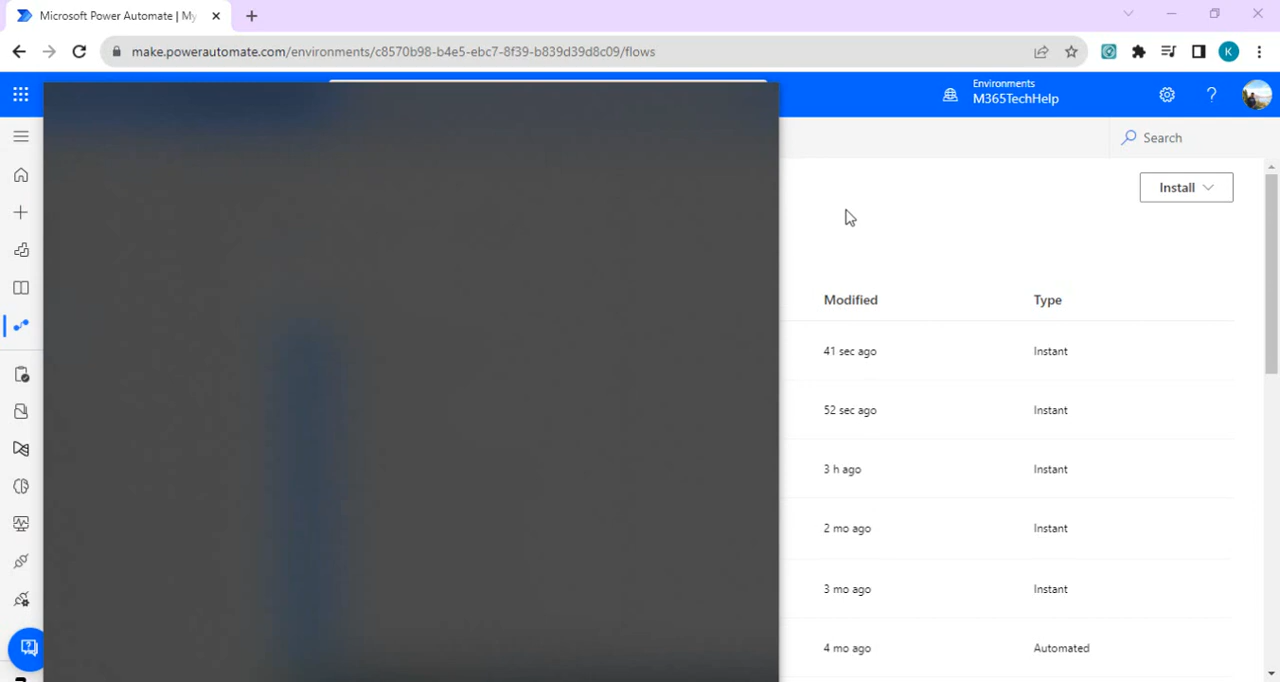 Microsoft Power Automate | My
make.powerautomate.com/environments/c8570b98-b4e5-ebc7-8f39-b839d39d8c09/flows
K
Environments
M365TechHelp
?
Search
Install
Modified
Type
41 sec ago
Instant
52 sec ago
Instant
3 h ago
Instant
2 mo ago
Instant
3 mo ago
Instant
4 mo ago
Automated